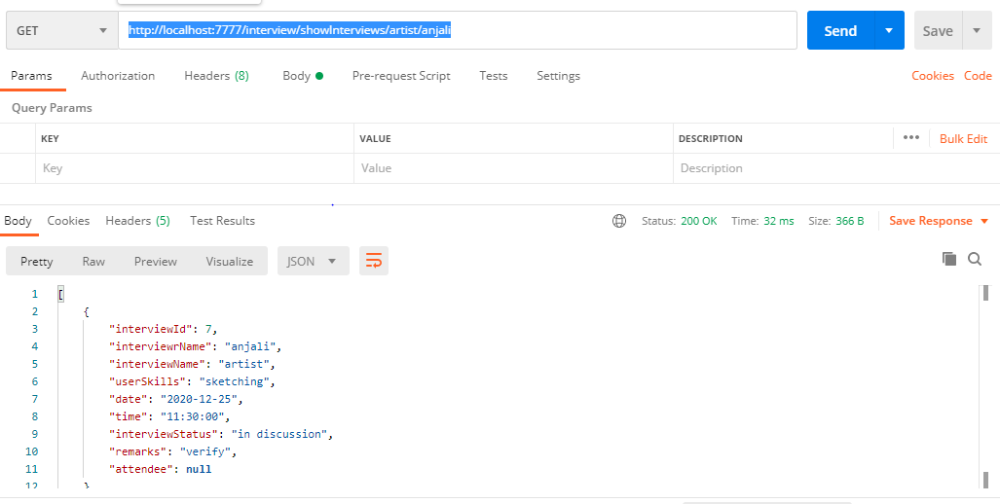 GET http://localhost:7777/interview/showInterviews/artist/anjali Send Save
Params Authorization Headers (8) Body Pre-request Script Tests Settings Cookies Code
Query Params
KEY VALUE DESCRIPTION ••• Bulk Edit
Key Value Description
Body Cookies Headers (5) Test Results Status: 200 OK Time: 32 ms Size: 366 B Save Response
Pretty Raw Preview Visualize JSON
1 [
2 {
3 "interviewId": 7,
4 "interviewrName": "anjali",
5 "interviewName": "artist",
6 "userSkills": "sketching",
7 "date": "2020-12-25",
8 "time": "11:30:00",
9 "interviewStatus": "in discussion",
10 "remarks": "verify",
11 "attendee": null
12 }